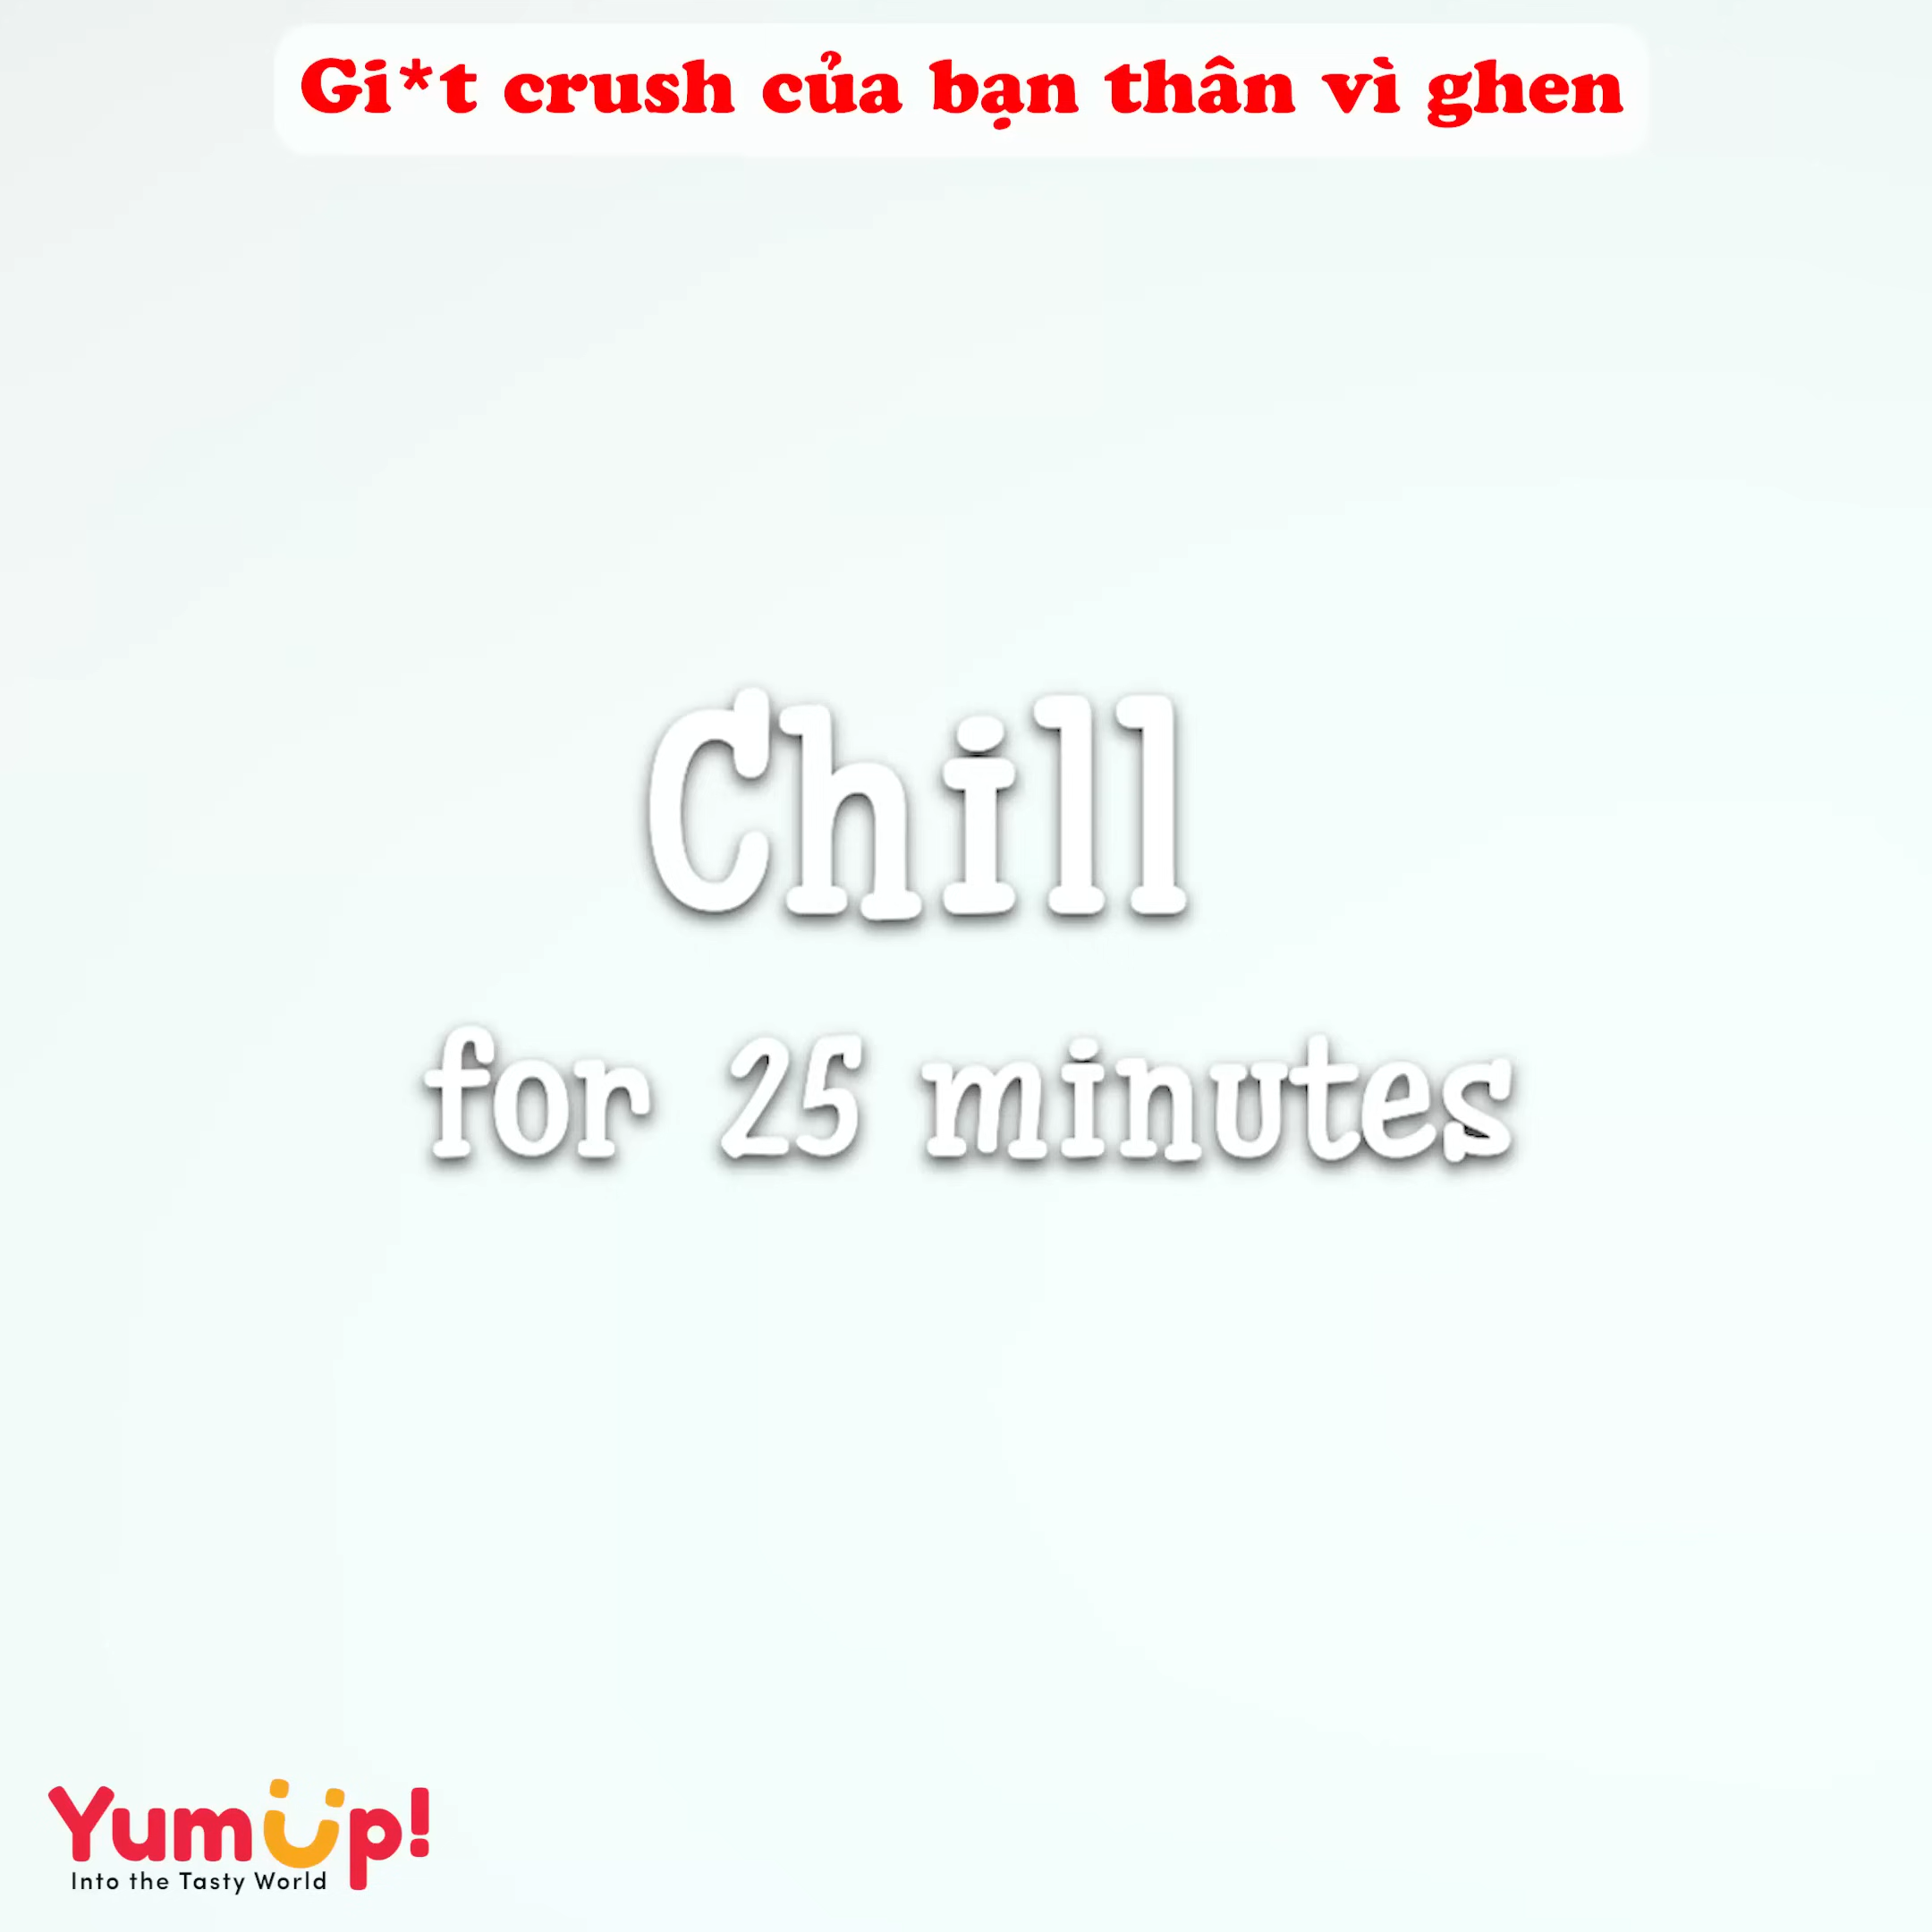 Gi*t crush của bạn thân vì ghen
Chill
for 25 minutes
YumUp!
Into the Tasty World